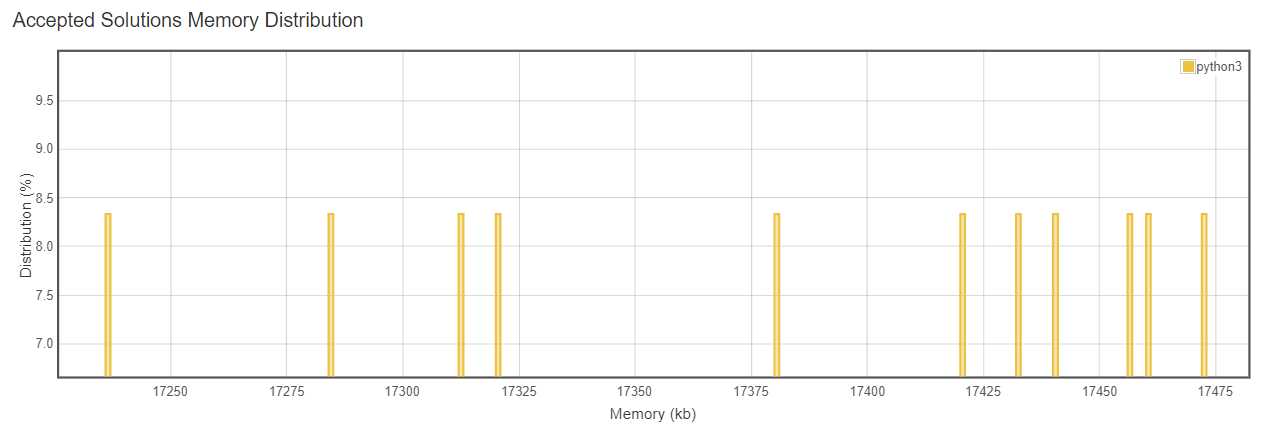 Accepted Solutions Memory Distribution
python3
Distribution (%)
9.5
9.0
8.5
8.0
7.5
7.0
17250 17275 17300 17325 17350 17375 17400 17425 17450 17475
Memory (kb)